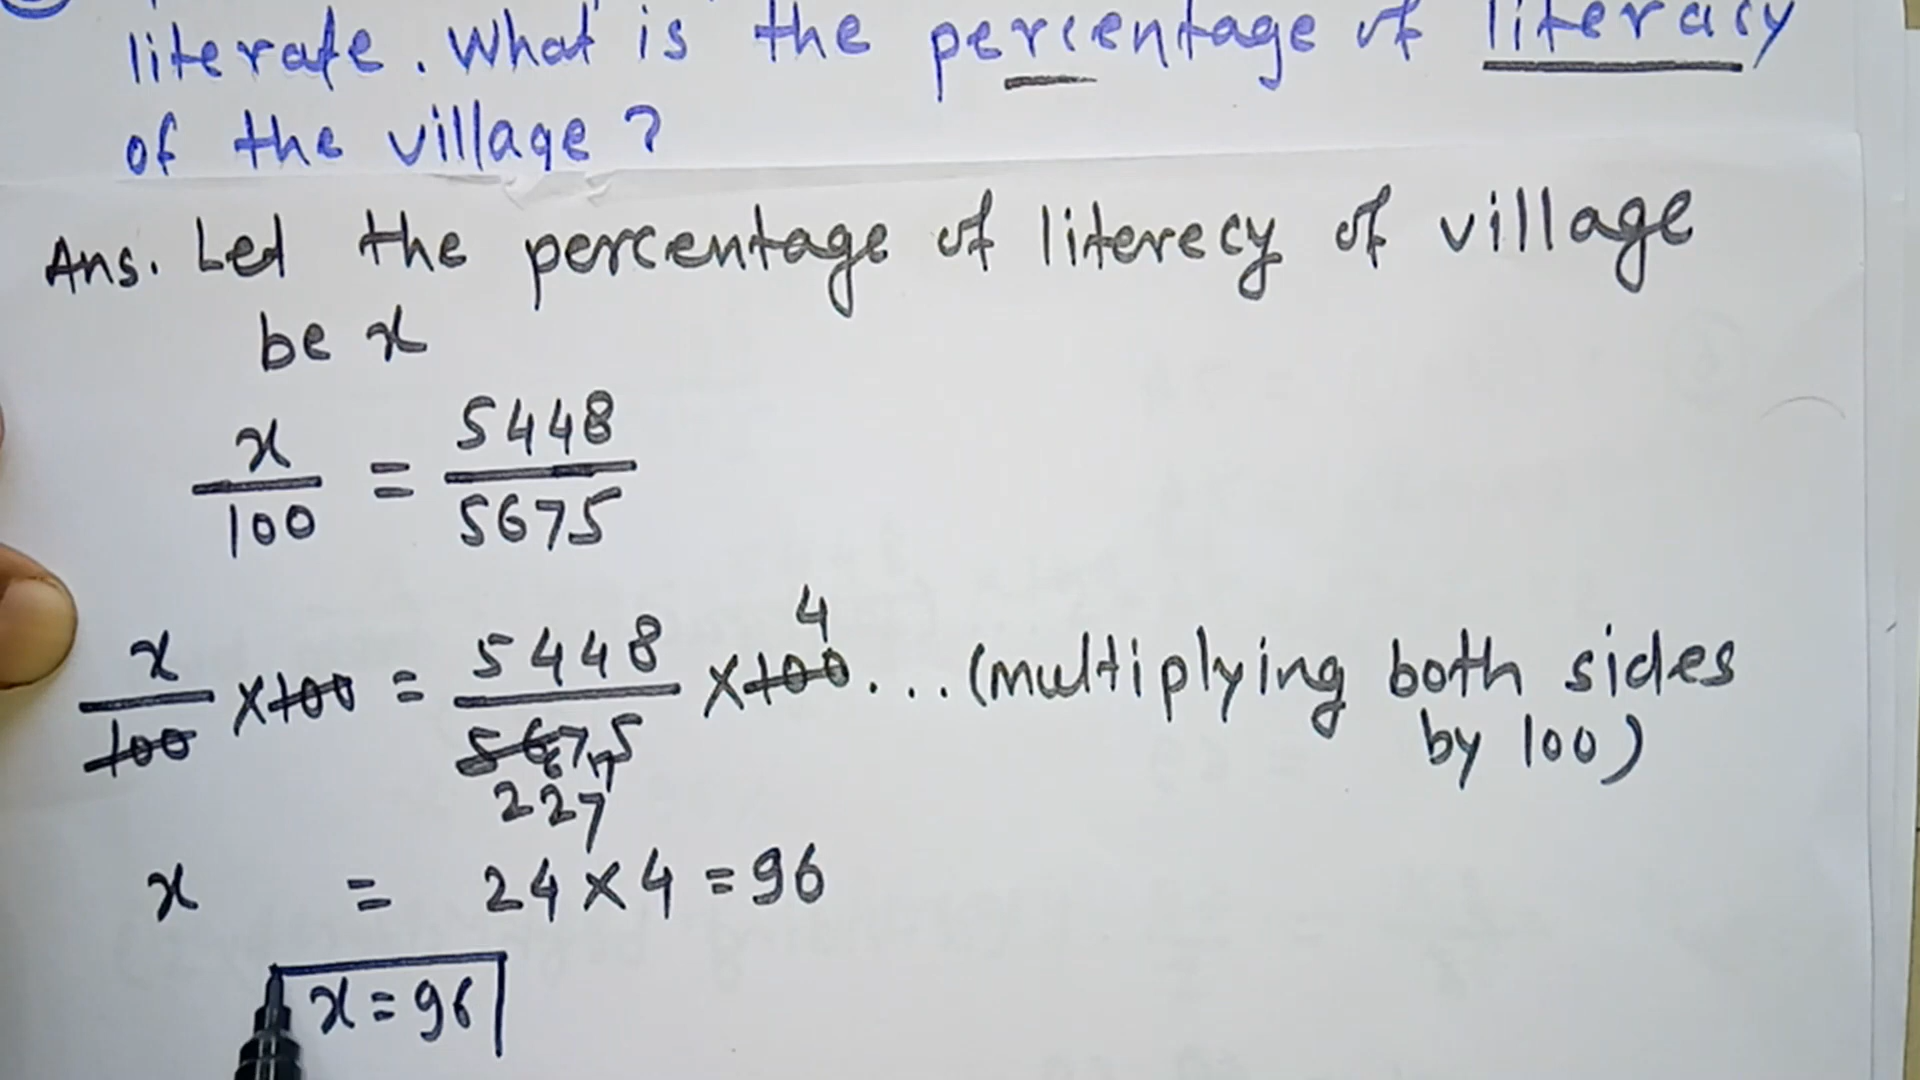 literate. What is the percentage of literacy
of the village?
Ans. Let the percentage of literecy of village
be x
x/100 = 5448/5675
x/100 × 100 = 5448/5675 × 100 4 ... (multiplying both sides
by 100)
227
x = 24 × 4 = 96
x = 96